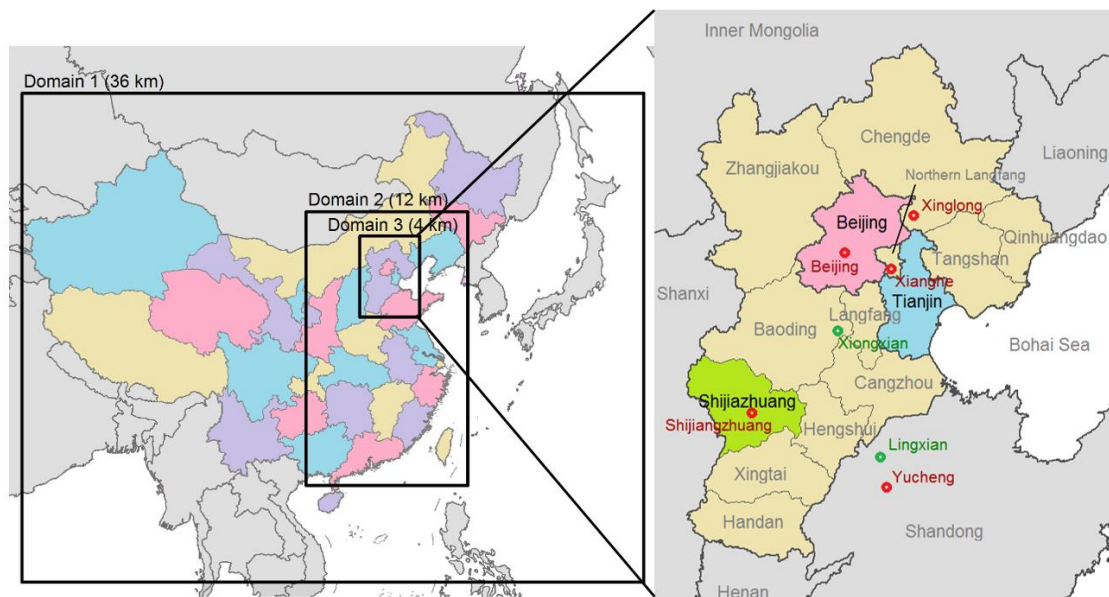 Domain 1 (36 km)
Domain 2 (12 km)
Domain 3 (4 km)
Inner Mongolia
Chengde
Liaoning
Zhangjiakou
Northern Langfang
Xinglong
Beijing
Qinhuangdao
Beijing
Tangshan
Xianghe
Shanxi
Tianjin
Langfang
Baoding
Xiongxian
Bohai Sea
Cangzhou
Shijiazhuang
Shijiangzhuang
Hengshui
Lingxian
Xingtai
Yucheng
Handan
Shandong
Henan